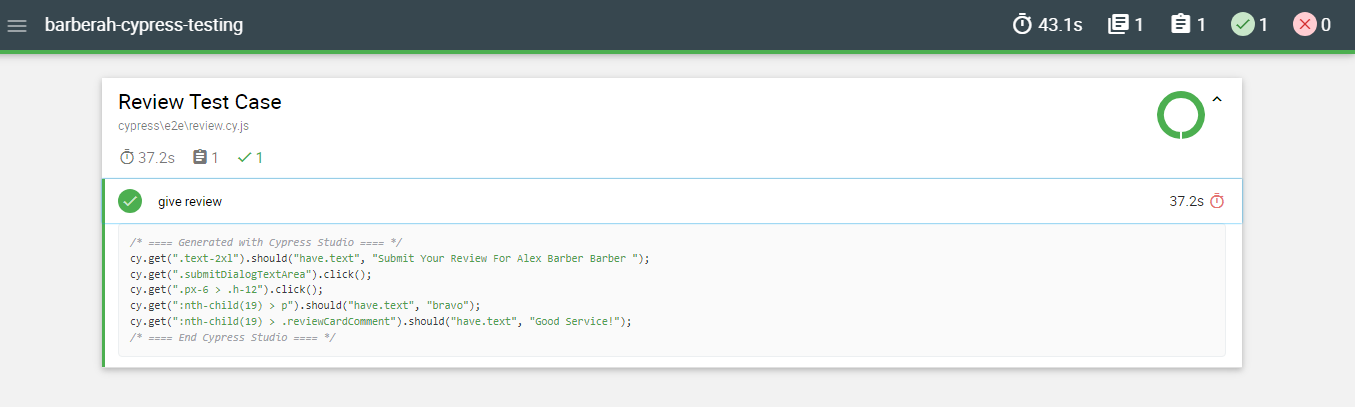 barberah-cypress-testing 43.1s 1 1 1 0
Review Test Case
cypress\e2e\review.cy.js
37.2s 1 1
give review 37.2s
/* ==== Generated with Cypress Studio ==== */
cy.get(".text-2xl").should("have.text", "Submit Your Review For Alex Barber Barber ");
cy.get(".submitDialogTextArea").click();
cy.get(".px-6 > .h-12").click();
cy.get(":nth-child(19) > p").should("have.text", "bravo");
cy.get(":nth-child(19) > .reviewCardComment").should("have.text", "Good Service!");
/* ==== End Cypress Studio ==== */